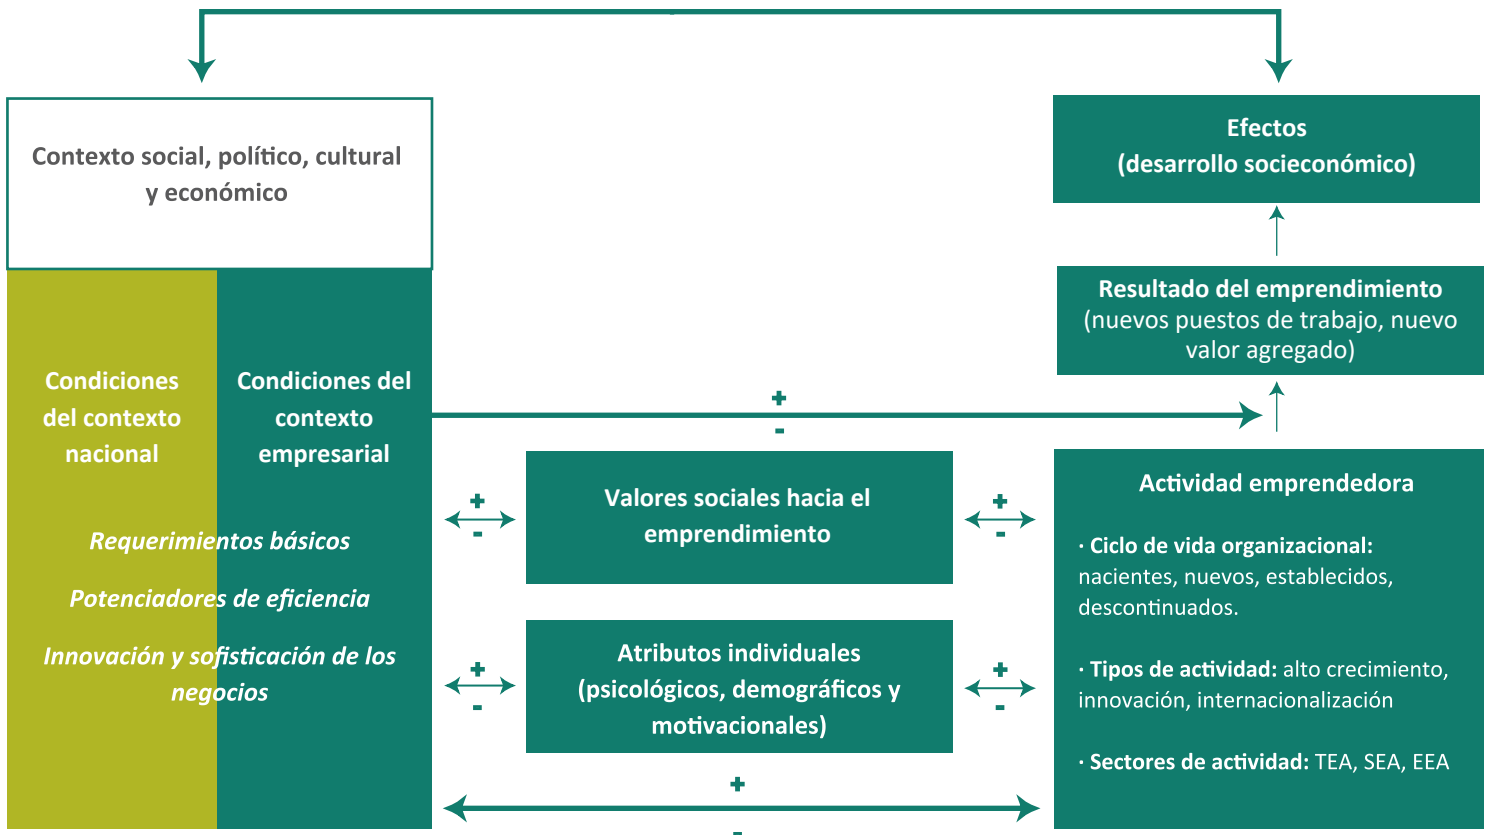 Contexto social, político, cultural
y económico
Condiciones
del contexto
nacional
Condiciones del
contexto
empresarial
Requerimientos básicos
Potenciadores de eficiencia
Innovación y sofisticación de los
negocios
+
-
+
-
Valores sociales hacia el
emprendimiento
+
-
+
-
Atributos individuales
(psicológicos, demográficos y
motivacionales)
+
-
+
-
Efectos
(desarrollo socieconómico)
Resultado del emprendimiento
(nuevos puestos de trabajo, nuevo
valor agregado)
Actividad emprendedora
· Ciclo de vida organizacional:
nacientes, nuevos, establecidos,
descontinuados.
· Tipos de actividad: alto crecimiento,
innovación, internacionalización
· Sectores de actividad: TEA, SEA, EEA